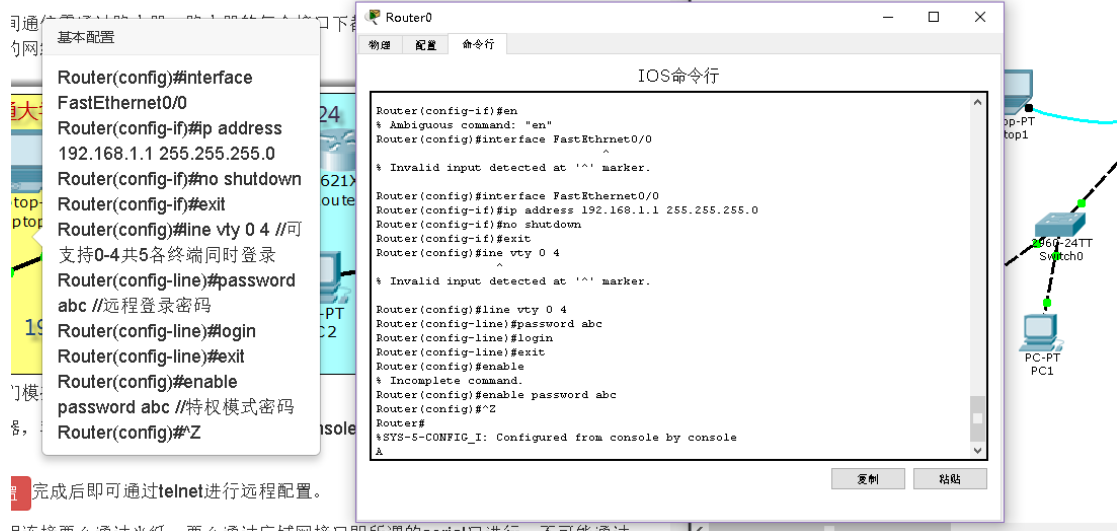 基本配置
Router(config)#interface
FastEthernet0/0
Router(config-if)#ip address
192.168.1.1 255.255.255.0
Router(config-if)#no shutdown
Router(config-if)#exit
Router(config)#line vty 0 4 //可
支持0-4共5各终端同时登录
Router(config-line)#password
abc //远程登录密码
Router(config-line)#login
Router(config-line)#exit
Router(config)#enable
password abc //特权模式密码
Router(config)#^Z
完成后即可通过telnet进行远程配置。
Router0
物理 配置 命令行
IOS命令行
Router(config-if)#en
% Ambiguous command: "en"
Router(config)#interface FastEthrnet0/0
^
% Invalid input detected at '^' marker.
Router(config)#interface FastEthernet0/0
Router(config-if)#ip address 192.168.1.1 255.255.255.0
Router(config-if)#no shutdown
Router(config-if)#exit
Router(config)#ine vty 0 4
^
% Invalid input detected at '^' marker.
Router(config)#line vty 0 4
Router(config-line)#password abc
Router(config-line)#login
Router(config-line)#exit
Router(config)#enable
% Incomplete command.
Router(config)#enable password abc
Router(config)#^Z
Router#
%SYS-5-CONFIG_I: Configured from console by console
A
复制 粘贴
op-PT
top1
2960-24TT
Switch0
PC-PT
PC1